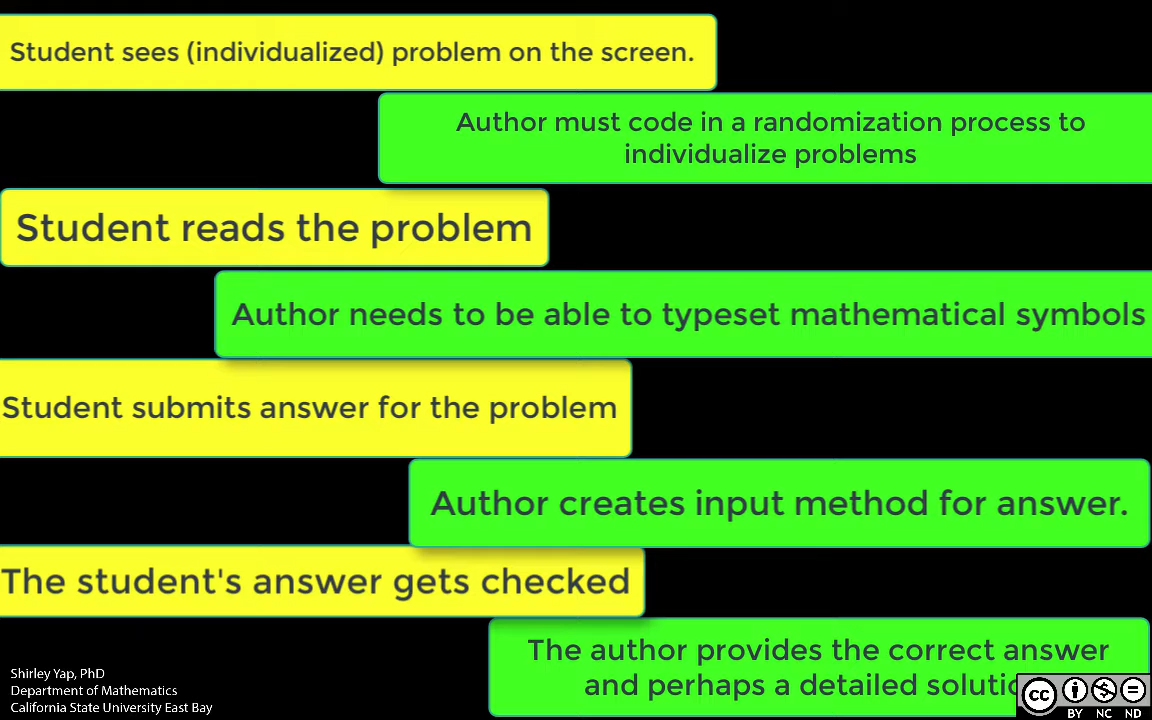 Student sees (individualized) problem on the screen.
Author must code in a randomization process to
individualize problems
Student reads the problem
Author needs to be able to typeset mathematical symbols
Student submits answer for the problem
Author creates input method for answer.
The student's answer gets checked
The author provides the correct answer
and perhaps a detailed
Shirley Yap, PhD
Department of Mathematics
California State University East Bay
cc
BY NC ND